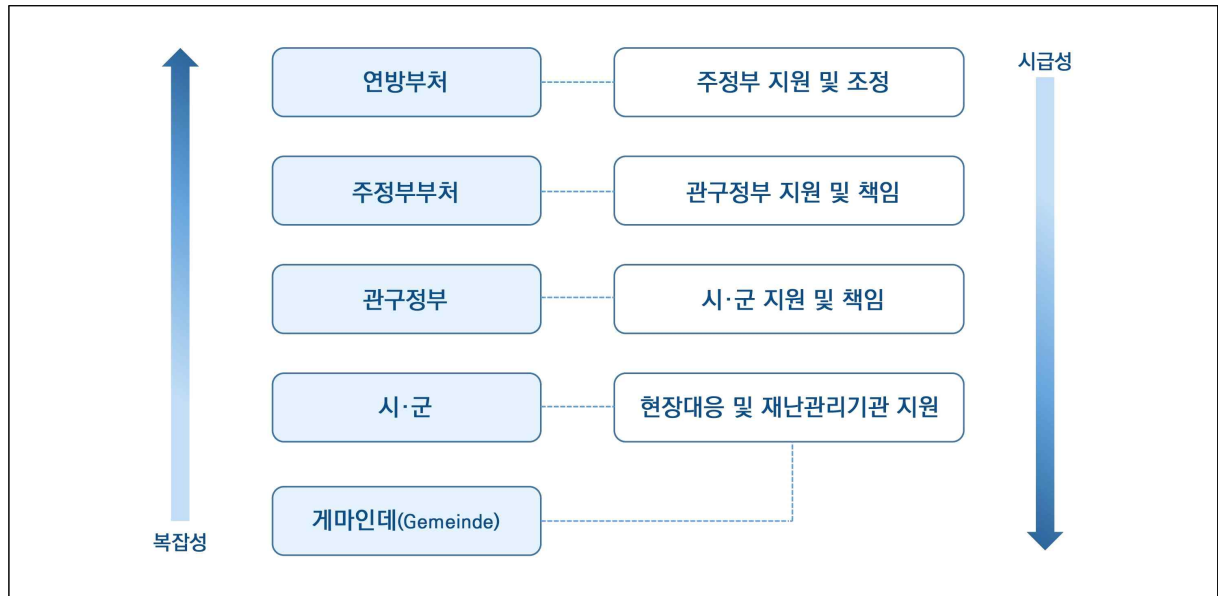 시급성
연방부처
주정부 지원 및 조정
주정부부처
관구정부 지원 및 책임
관구정부
시·군 지원 및 책임
시·군
현장대응 및 재난관리기관 지원
게마인데(Gemeinde)
복잡성